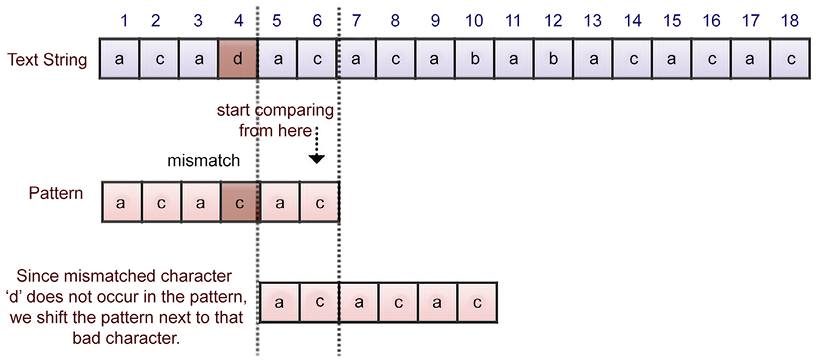 1 2 3 4 5 6 7 8 9 10 11 12 13 14 15 16 17 18
Text String a c a d a c a c a b a b a c a c a c
start comparing
from here
mismatch
Pattern a c a c a c
Since mismatched character
‘d’ does not occur in the pattern,
we shift the pattern next to that
bad character.
a c a c a c